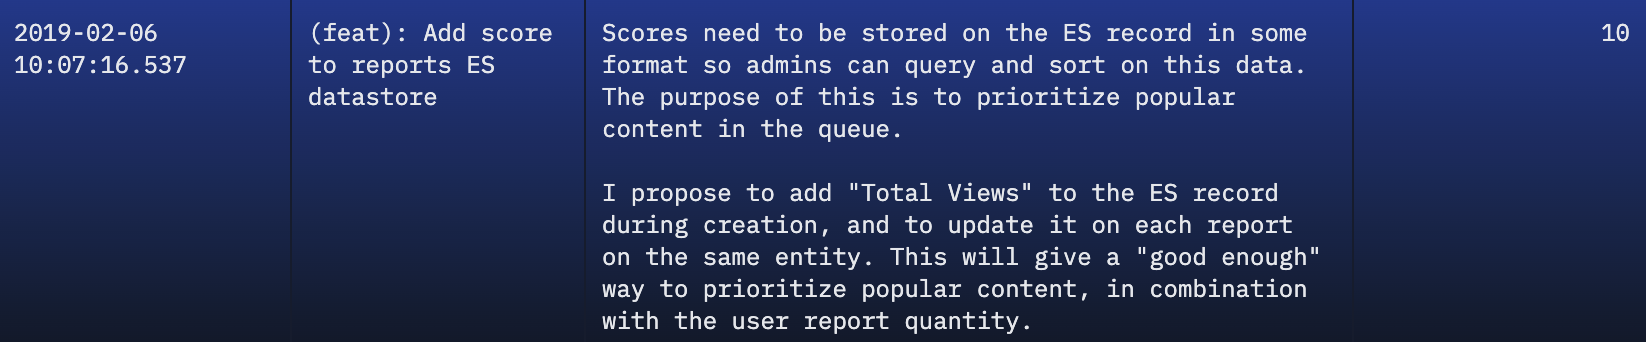 2019-02-06
10:07:16.537
(feat): Add score
to reports ES
datastore
Scores need to be stored on the ES record in some
format so admins can query and sort on this data.
The purpose of this is to prioritize popular
content in the queue.
I propose to add "Total Views" to the ES record
during creation, and to update it on each report
on the same entity. This will give a "good enough"
way to prioritize popular content, in combination
with the user report quantity.
10